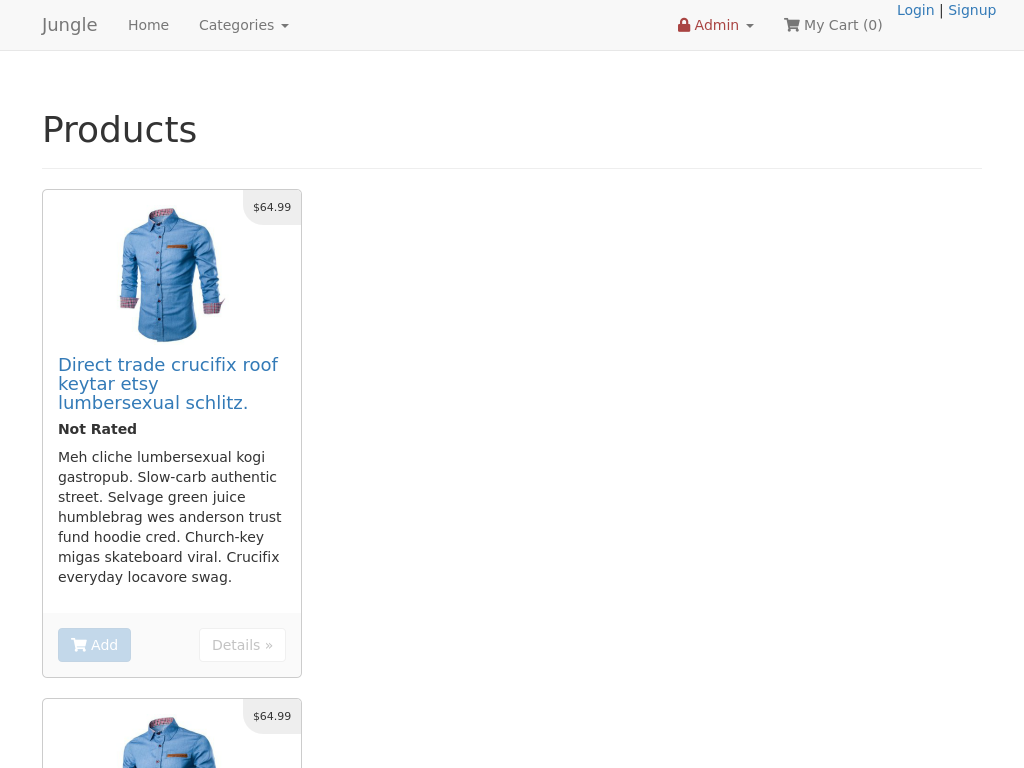 Jungle
Home
Categories
Admin
My Cart (0)
Login | Signup
Products
$64.99
Direct trade crucifix roof
keytar etsy
lumbersexual schlitz.
Not Rated
Meh cliche lumbersexual kogi
gastropub. Slow-carb authentic
street. Selvage green juice
humblebrag wes anderson trust
fund hoodie cred. Church-key
migas skateboard viral. Crucifix
everyday locavore swag.
Add
Details »
$64.99